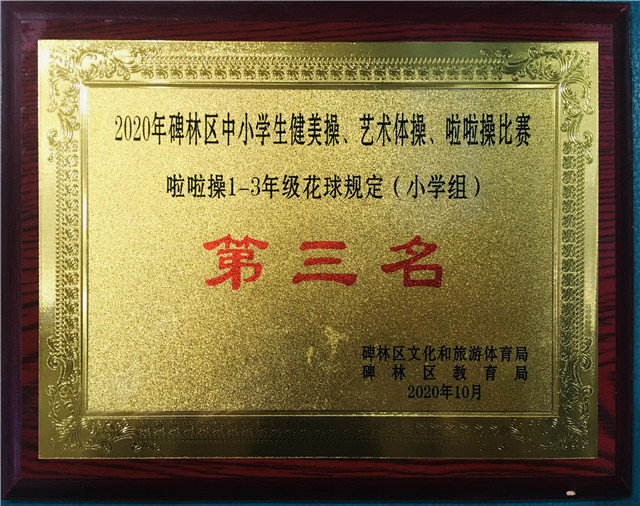 2020年碑林区中小学生健美操、艺术体操、啦啦操比赛
啦啦操1-3年级花球规定（小学组）
第三名
碑林区文化和旅游体育局
碑林区教育局
2020年10月